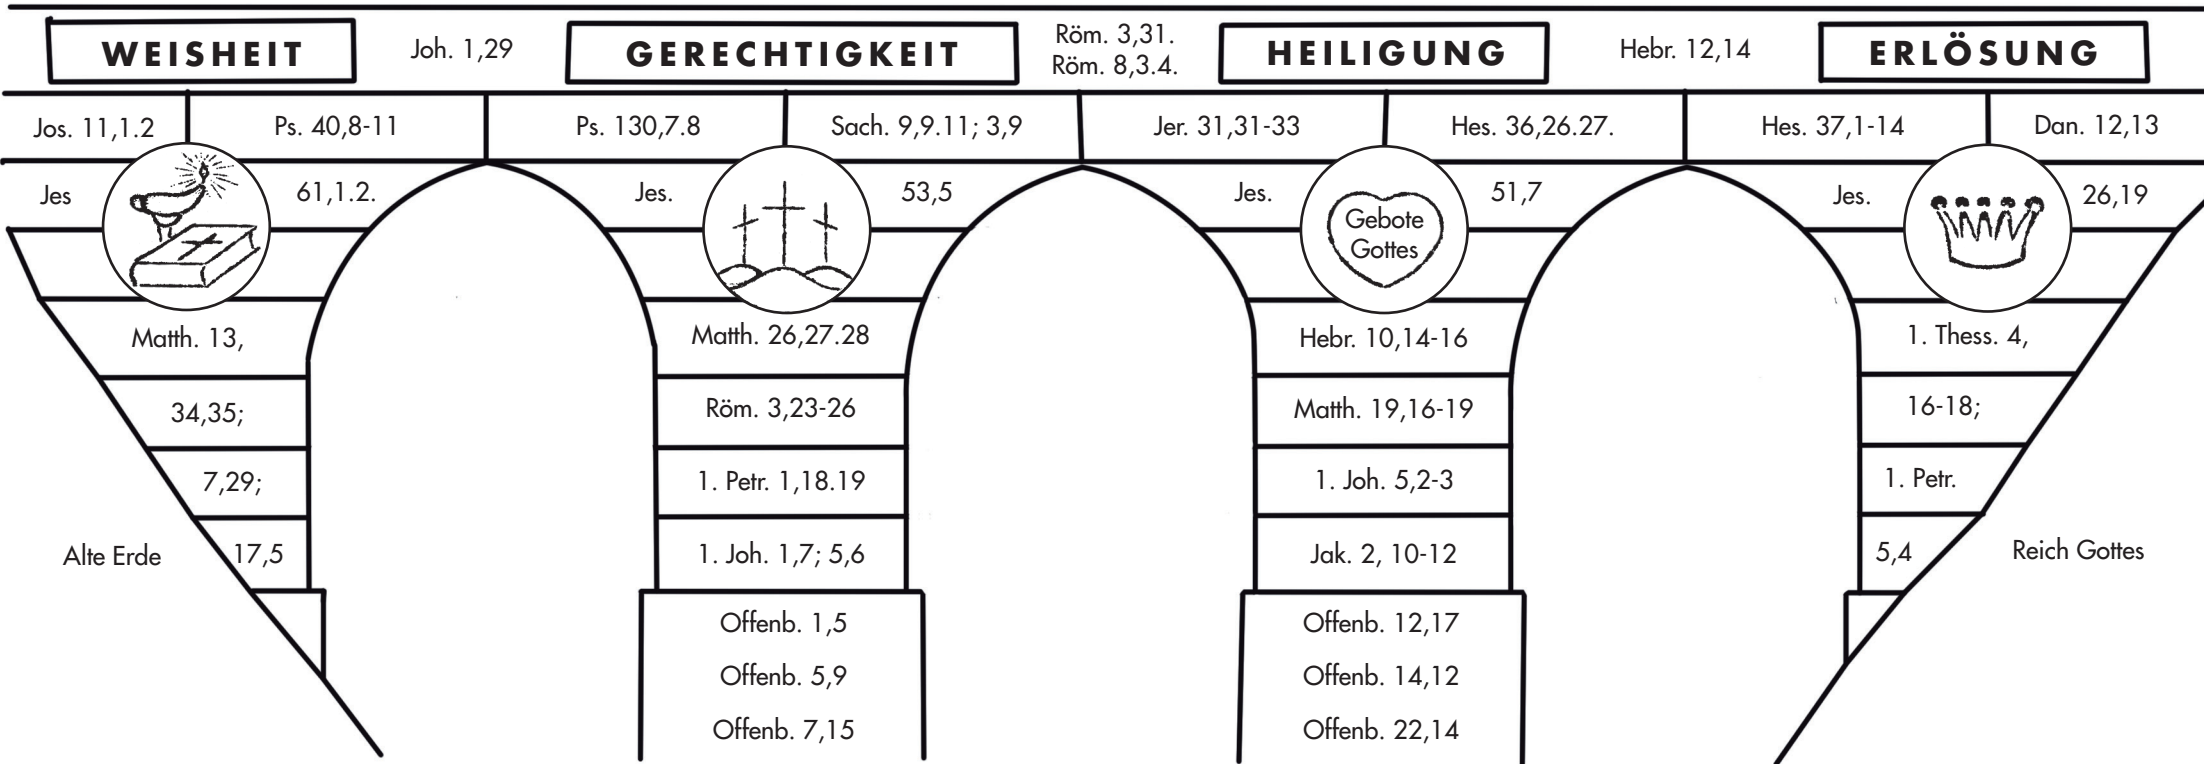 WEISHEIT
Joh. 1,29
GERECHTIGKEIT
Röm. 3,31.
Röm. 8,3.4.
HEILIGUNG
Hebr. 12,14
ERLÖSUNG
Jos. 11,1.2
Ps. 40,8-11
Ps. 130,7.8
Sach. 9,9.11; 3,9
Jer. 31,31-33
Hes. 36,26.27.
Hes. 37,1-14
Dan. 12,13
Jes 61,1.2.
Jes. 53,5
Jes. 51,7
Jes. 26,19
Gebote
Gottes
Matth. 13,
34,35;
7,29;
17,5
Alte Erde
Matth. 26,27.28
Röm. 3,23-26
1. Petr. 1,18.19
1. Joh. 1,7; 5,6
Offenb. 1,5
Offenb. 5,9
Offenb. 7,15
Hebr. 10,14-16
Matth. 19,16-19
1. Joh. 5,2-3
Jak. 2, 10-12
Offenb. 12,17
Offenb. 14,12
Offenb. 22,14
1. Thess. 4,
16-18;
1. Petr.
5,4
Reich Gottes